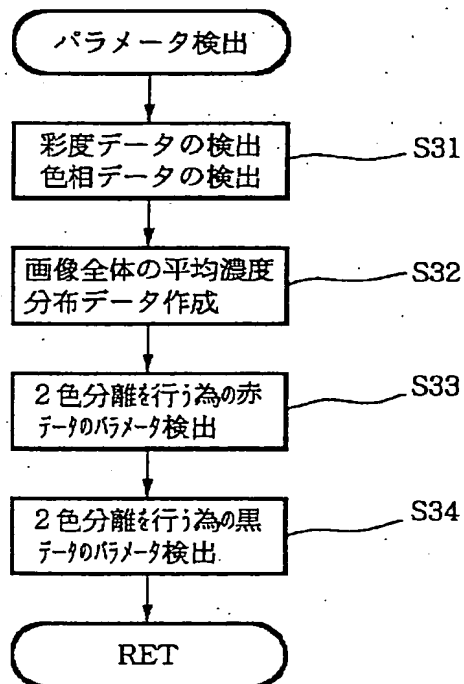 パラメータ検出
彩度データの検出
色相データの検出
S31
画像全体の平均濃度
分布データ作成
S32
2色分離を行う為の赤
データのパラメータ検出
S33
2色分離を行う為の黒
データのパラメータ検出
S34
RET